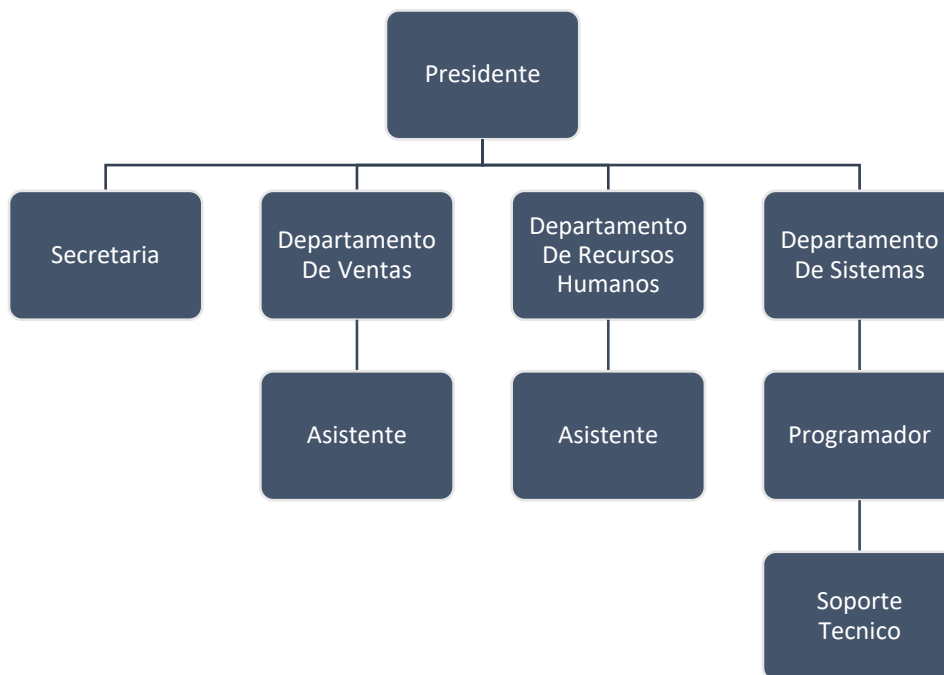 Presidente
Secretaria
Departamento
De Ventas
Departamento
De Recursos
Humanos
Departamento
De Sistemas
Asistente
Asistente
Programador
Soporte
Tecnico